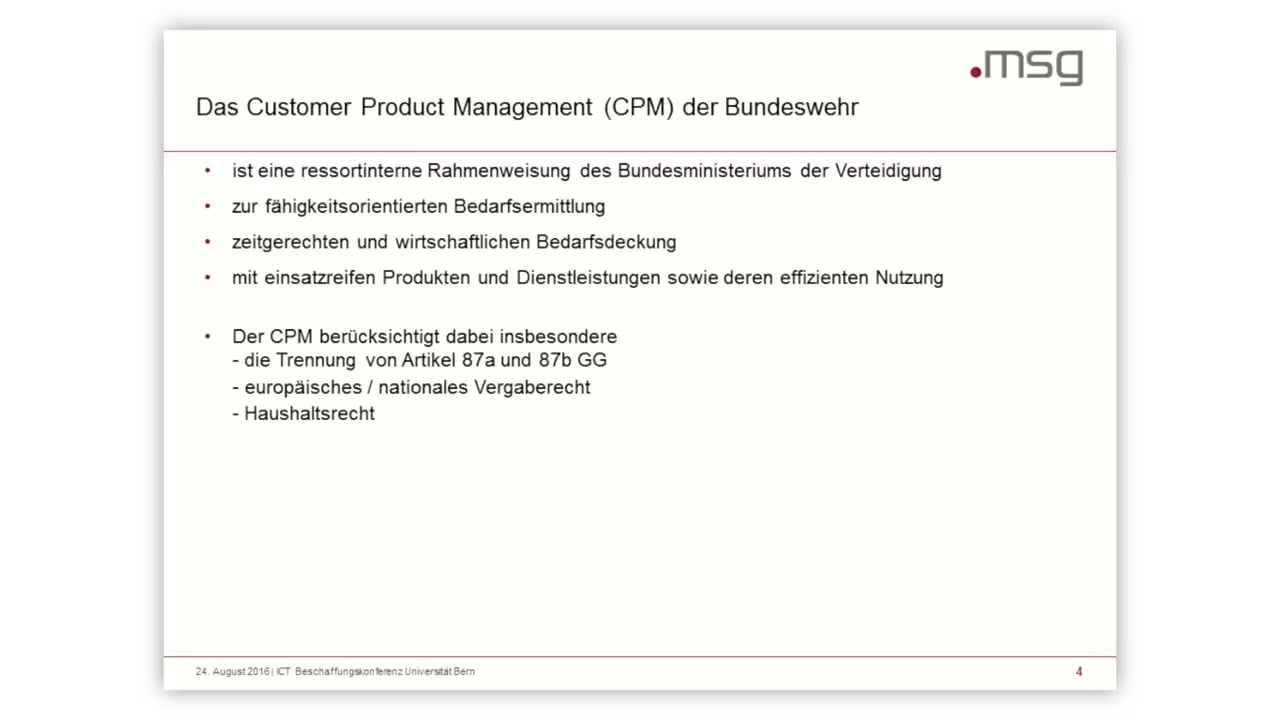 .msg
Das Customer Product Management (CPM) der Bundeswehr
• ist eine ressortinterne Rahmenweisung des Bundesministeriums der Verteidigung
• zur fähigkeitsorientierten Bedarfsermittlung
• zeitgerechten und wirtschaftlichen Bedarfsdeckung
• mit einsatzreifen Produkten und Dienstleistungen sowie deren effizienten Nutzung
• Der CPM berücksichtigt dabei insbesondere
- die Trennung von Artikel 87a und 87b GG
- europäisches / nationales Vergaberecht
- Haushaltsrecht
24. August 2016 | ICT Beschaffungskonferenz Universität Bern
4